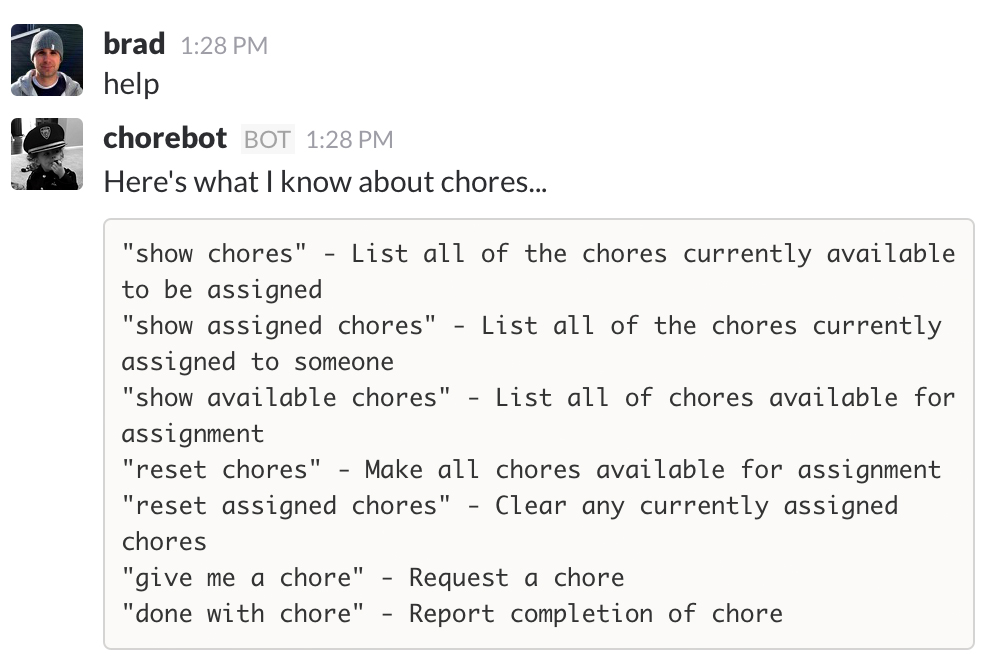 brad 1:28 PM
help
chorebot BOT 1:28 PM
Here's what I know about chores...
"show chores" - List all of the chores currently available
to be assigned
"show assigned chores" - List all of the chores currently
assigned to someone
"show available chores" - List all of chores available for
assignment
"reset chores" - Make all chores available for assignment
"reset assigned chores" - Clear any currently assigned
chores
"give me a chore" - Request a chore
"done with chore" - Report completion of chore